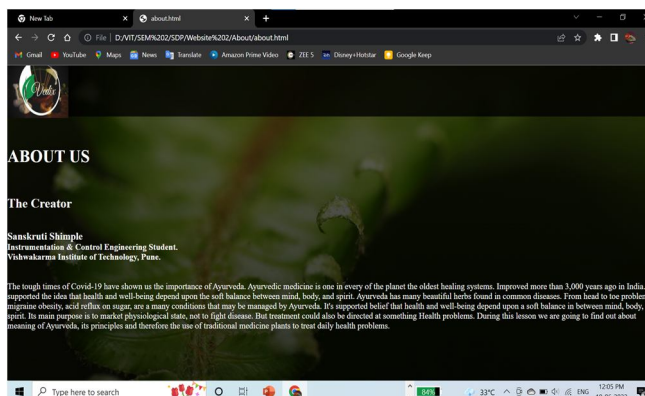 New Tab
about.html
File | D:/VIT/SEM%202/SDP/Website%202/About/about.html
Gmail YouTube Maps News Translate Amazon Prime Video ZEE 5 Disney+Hotstar Google Keep
Vedix
ABOUT US
The Creator
Sanskruti Shimple
Instrumentation & Control Engineering Student.
Vishwakarma Institute of Technology, Pune.
The tough times of Covid-19 have shown us the importance of Ayurveda. Ayurvedic medicine is one in every of the planet the oldest healing systems. Improved more than 3,000 years ago in India.
supported the idea that health and well-being depend upon the soft balance between mind, body, and spirit. Ayurveda has many beautiful herbs found in common diseases. From head to toe
migraine obesity, acid reflux on sugar, are a many conditions that may be managed by Ayurveda. It's supported belief that health and well-being depend upon soft balance in between mind, body,
spirit. Its main purpose is to market physiological state, not to fight disease. But treatment could also be directed at something Health problems. During this lesson we are going to find out about
meaning of Ayurveda, its principles and therefore the use of traditional medicine plants to treat daily health problems.
Type here to search
84%
33°C
ENG
12:05 PM